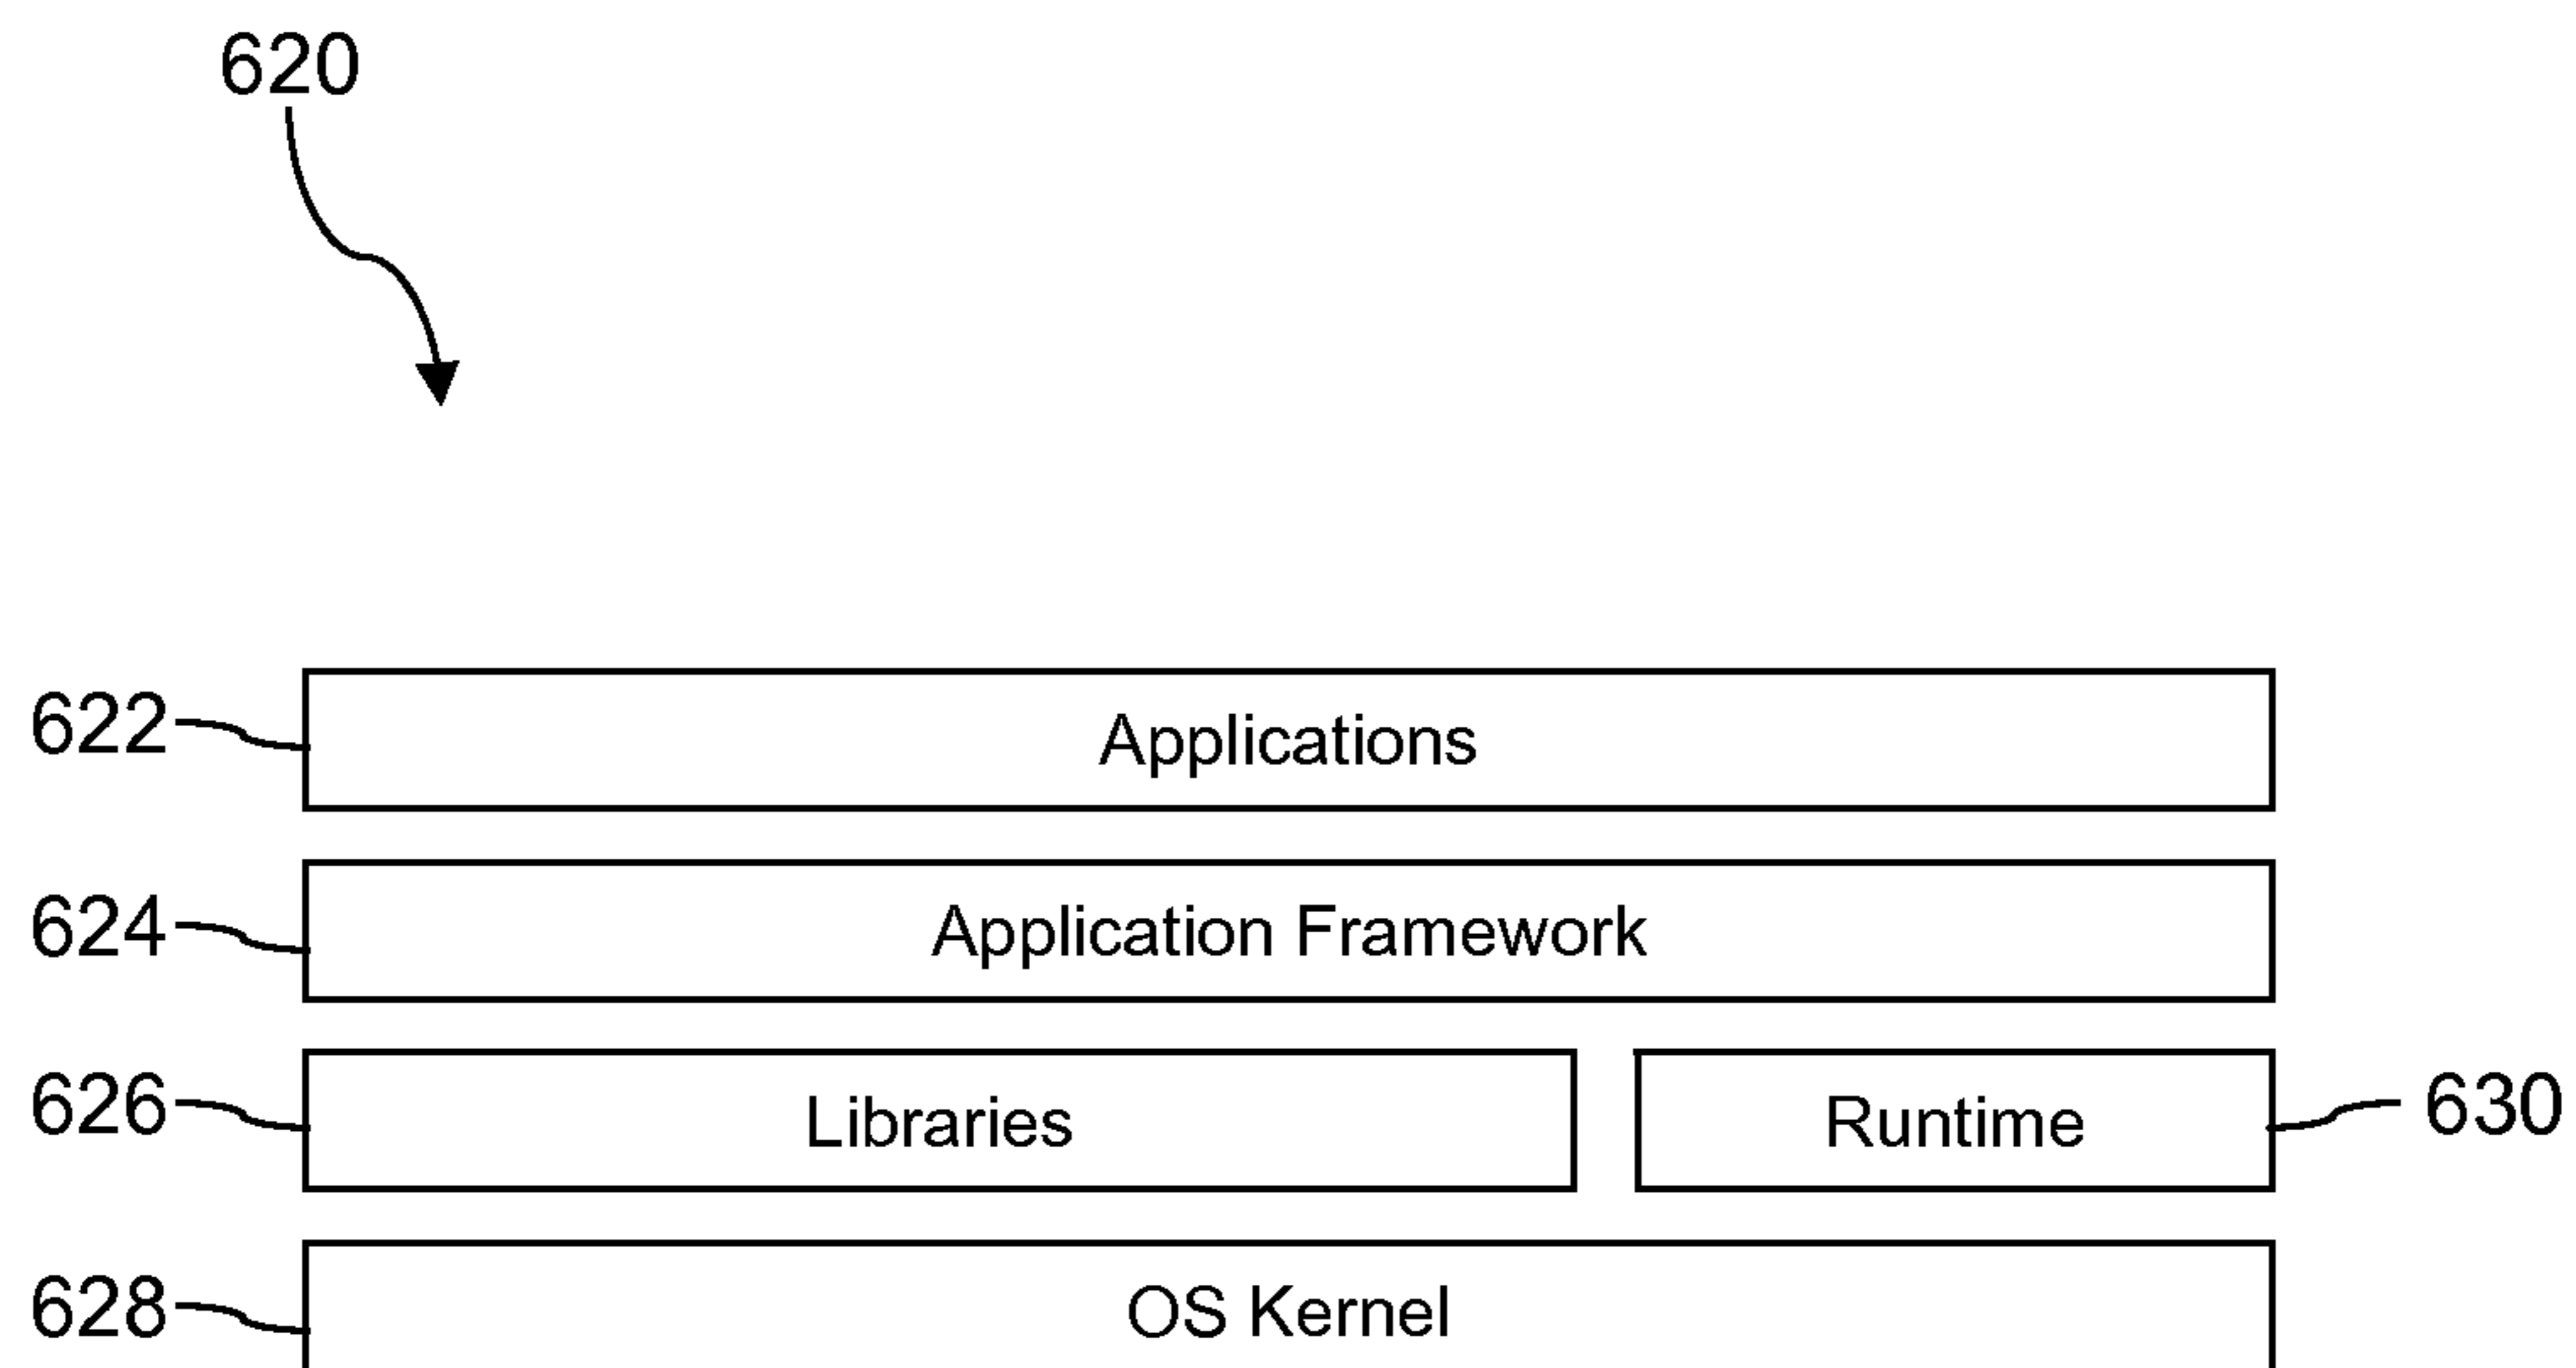 620
622 Applications
624 Application Framework
626 Libraries Runtime 630
628 OS Kernel